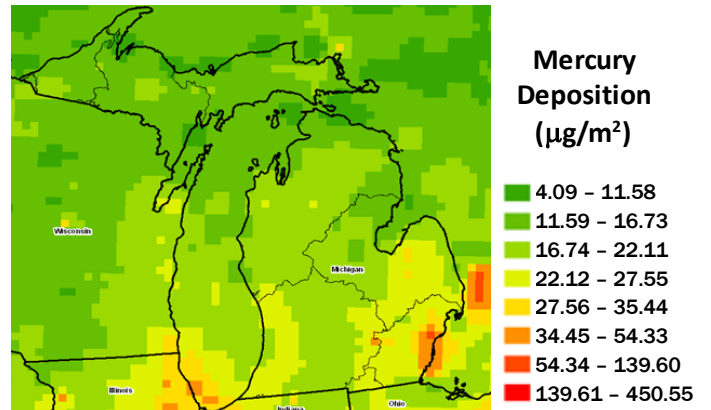 Mercury
Deposition
(µg/m²)
4.09 – 11.58
11.59 – 16.73
16.74 – 22.11
22.12 – 27.55
27.56 – 35.44
34.45 – 54.33
54.34 – 139.60
139.61 – 450.55
Wisconsin
Michigan
Illinois
Indiana
Ohio